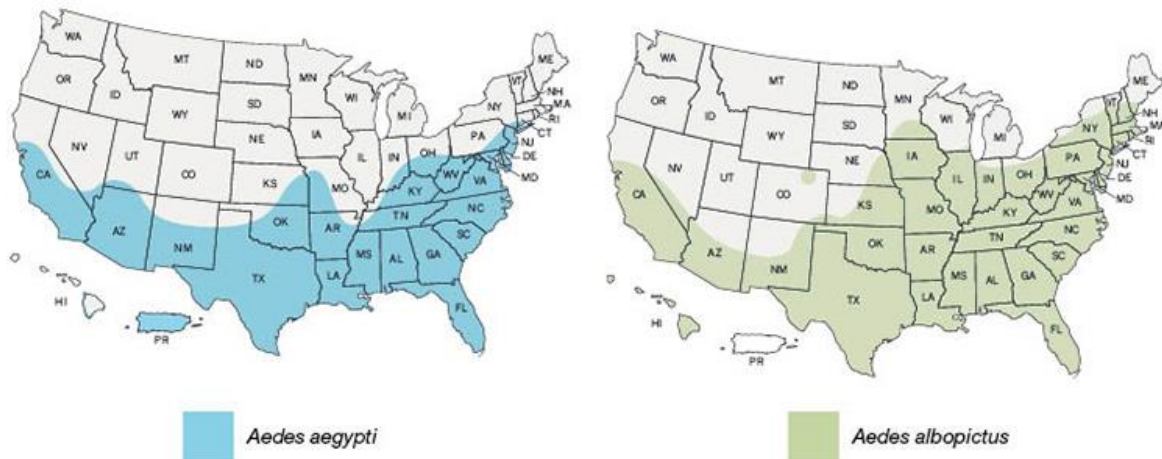 WA
MT
ND
MN
ME
VT
OR
ID
SD
WI
MI
NY
NH
MA
RI
CT
WY
IA
NE
PA
NJ
DE
MD
NV
UT
CO
IL
IN
OH
CA
KS
MO
WV
VA
KY
AZ
NM
OK
AR
TN
NC
SC
TX
LA
MS
AL
GA
FL
HI
PR
Aedes aegypti
WA
MT
ND
MN
ME
VT
OR
ID
SD
WI
MI
NY
NH
MA
RI
CT
WY
IA
NE
PA
NJ
DE
MD
NV
UT
CO
IL
IN
OH
CA
KS
MO
WV
VA
KY
AZ
NM
OK
AR
TN
NC
SC
TX
LA
MS
AL
GA
FL
HI
PR
Aedes albopictus